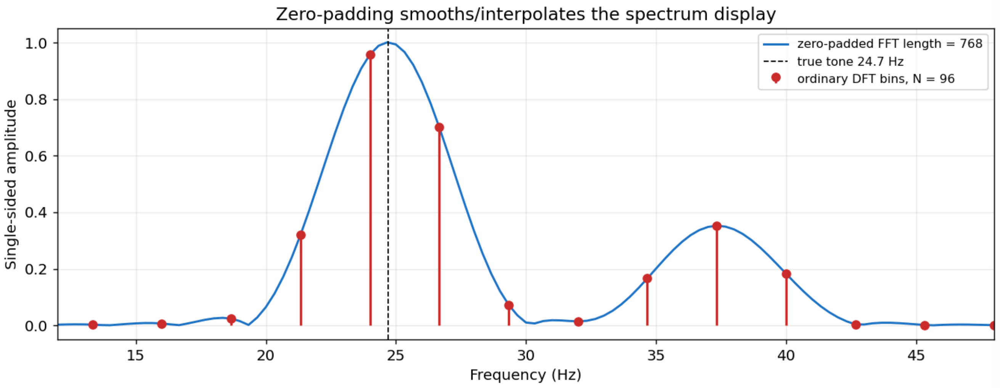 Zero-padding smooths/interpolates the spectrum display
zero-padded FFT length = 768
true tone 24.7 Hz
ordinary DFT bins, N = 96
Single-sided amplitude
1.0
0.8
0.6
0.4
0.2
0.0
15 20 25 30 35 40 45
Frequency (Hz)